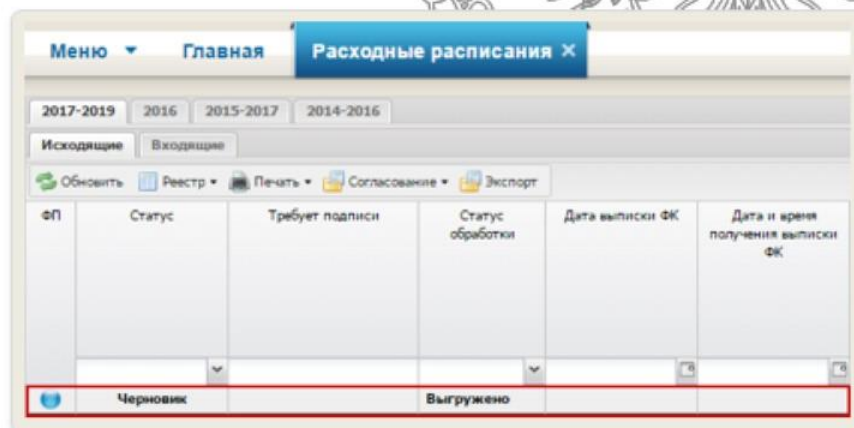 Меню Главная Расходные расписания ×
2017-2019 2016 2015-2017 2014-2016
Исходящие Входящие
Обновить Реестр Печать Согласование Экспорт
ФП Статус Требует подписи Статус обработки Дата выписки ФК Дата и время получения выписки ФК
Черновик Выгружено